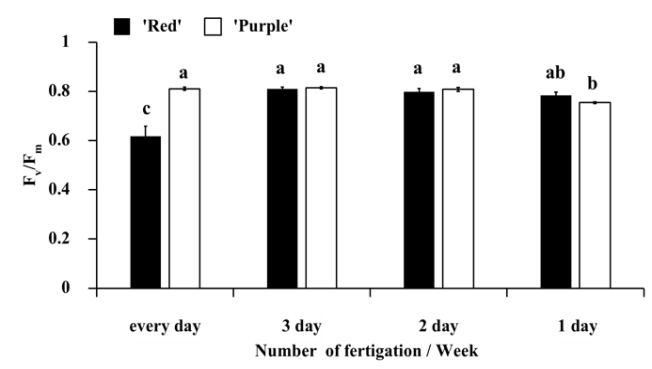 'Red' 'Purple'
1
0.8
0.6
0.4
0.2
0
Fv/Fm
c a a a a a ab b
every day 3 day 2 day 1 day
Number of fertigation / Week